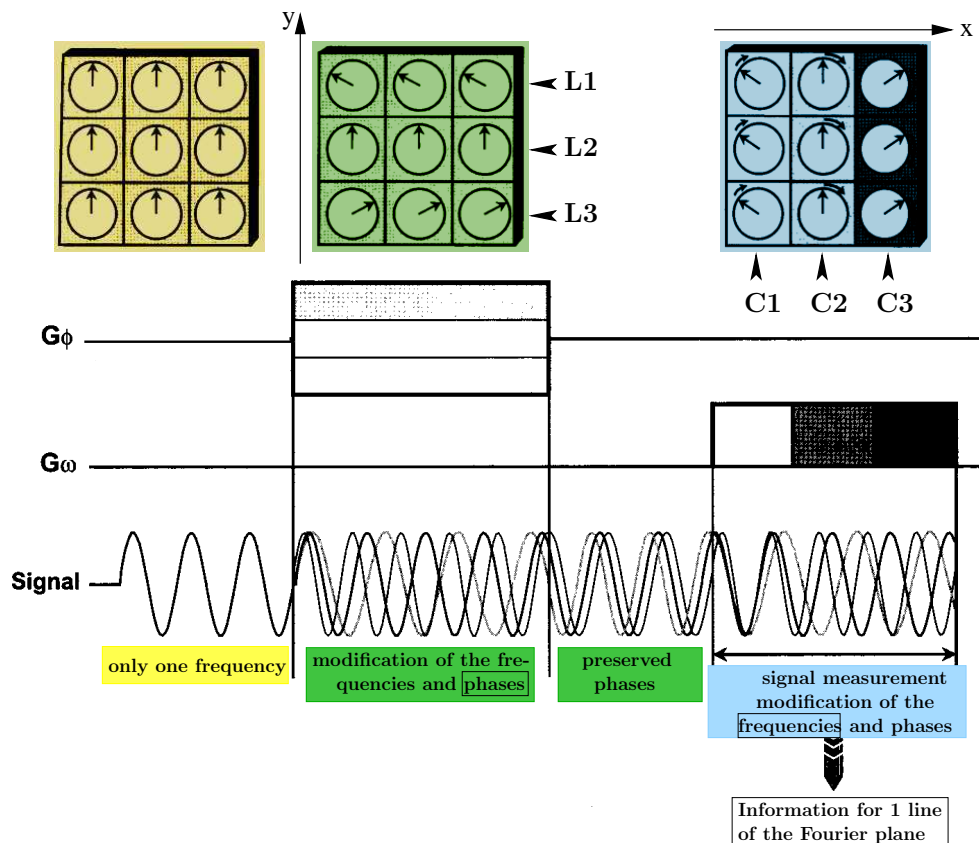 y
x
L1
L2
L3
C1 C2 C3
Gϕ
Gω
Signal
only one frequency
modification of the fre-
quencies and phases
preserved
phases
signal measurement
modification of the
frequencies and phases
Information for 1 line
of the Fourier plane